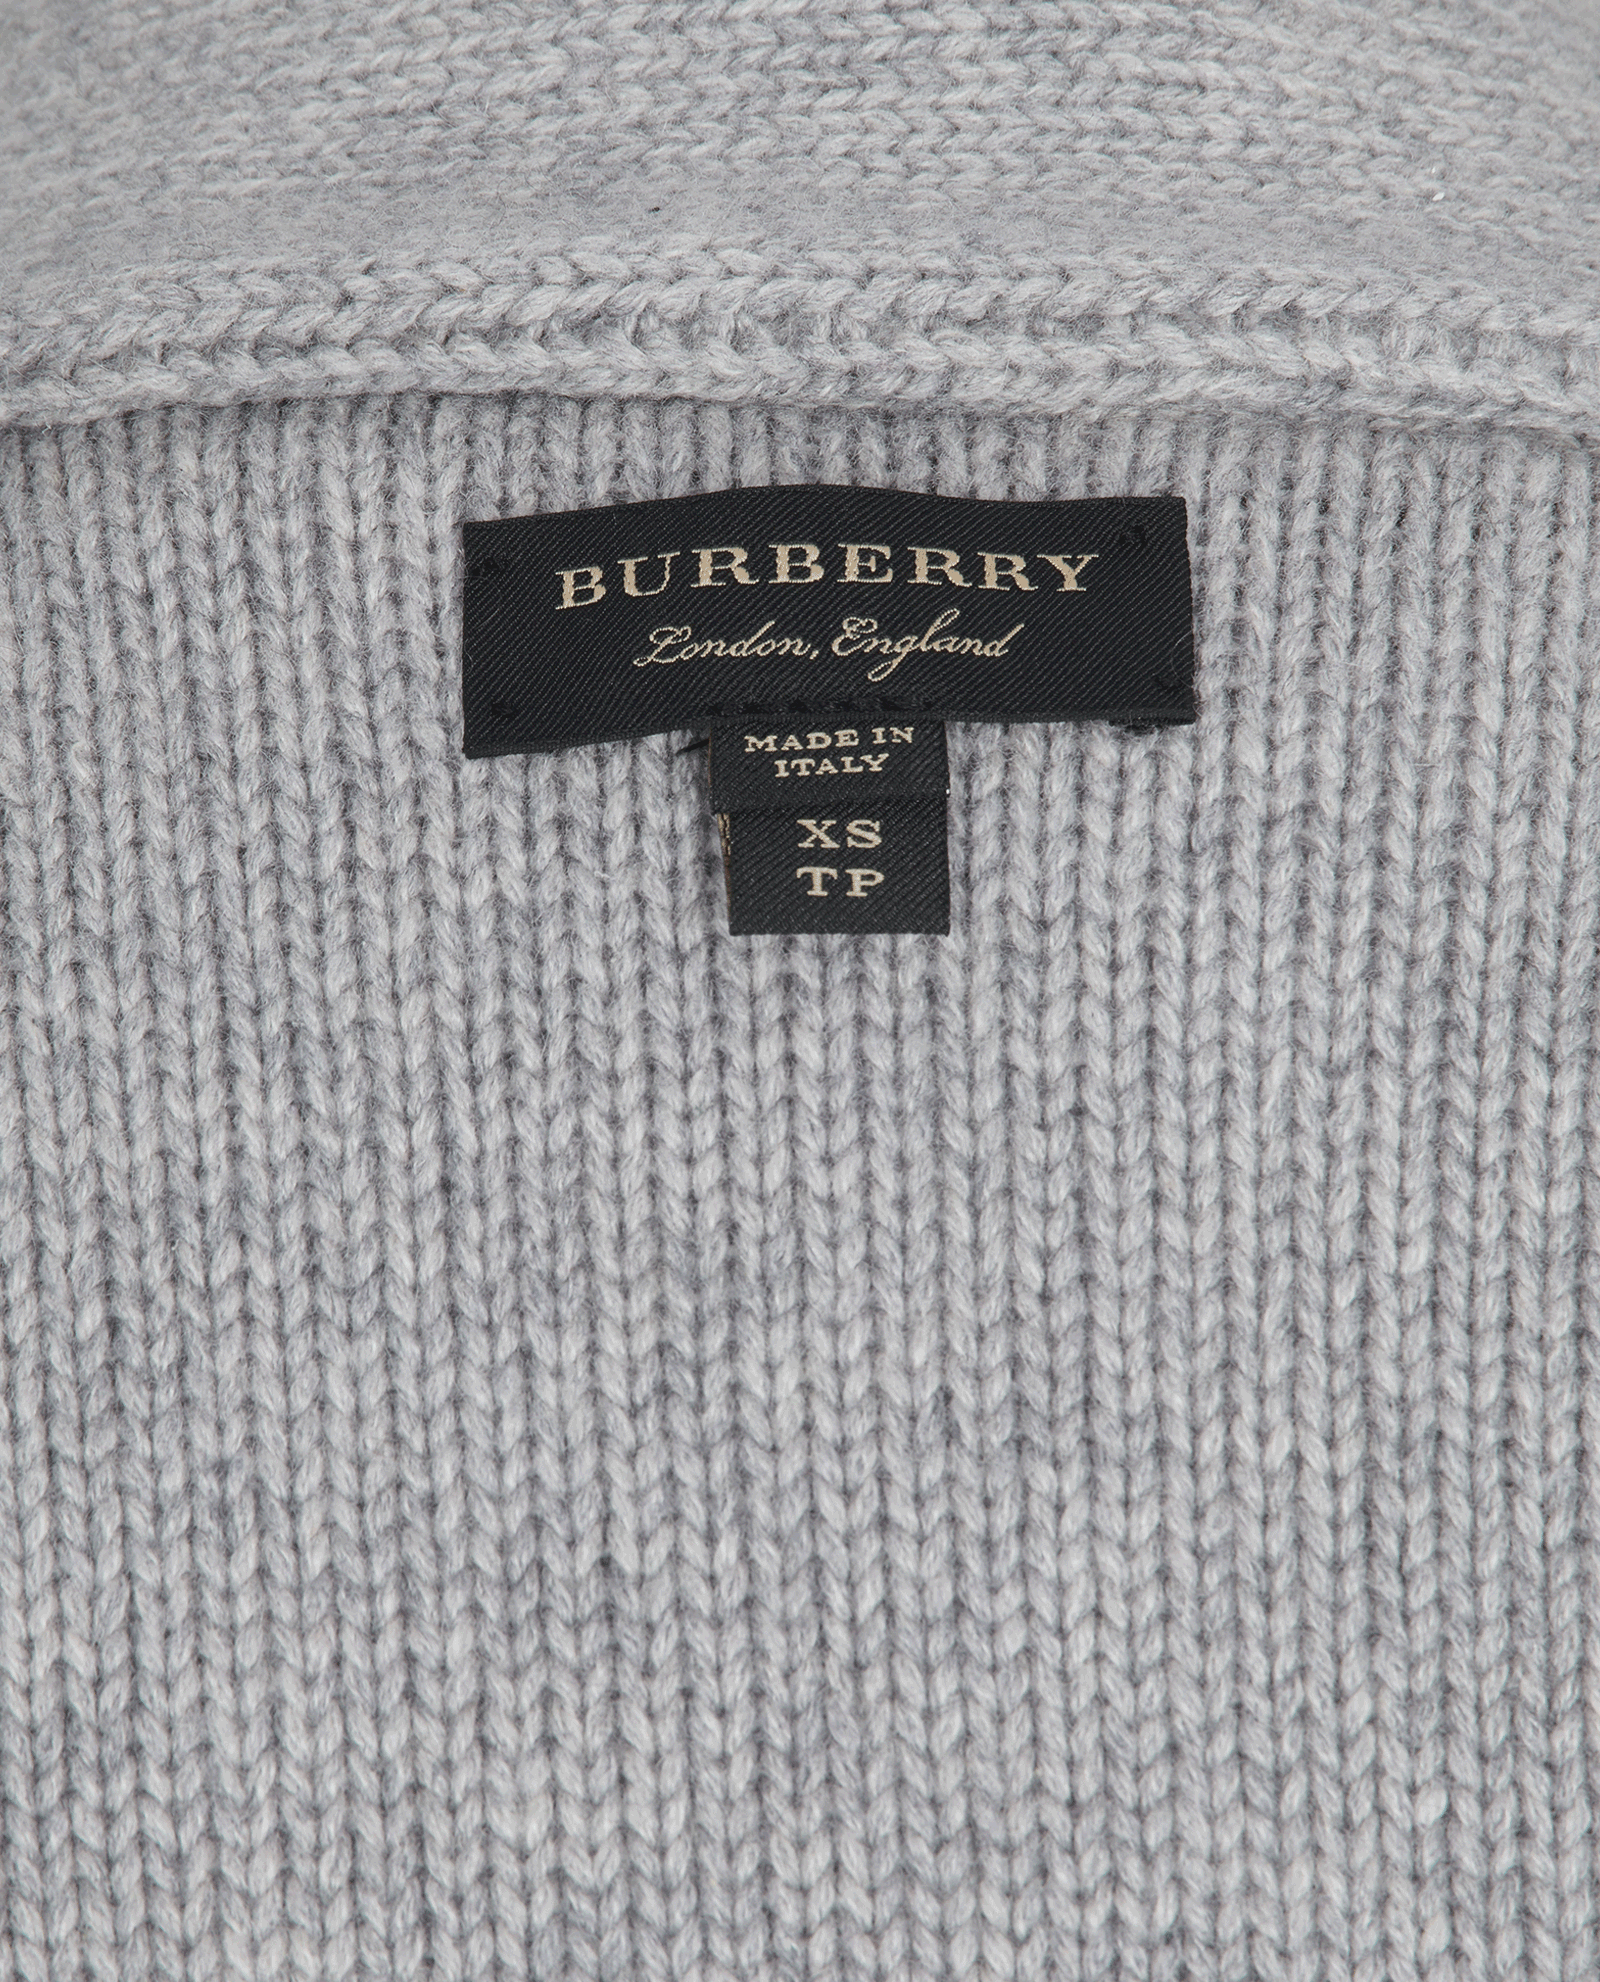 BURBERRY
London, England
MADE IN
ITALY
XS
TP